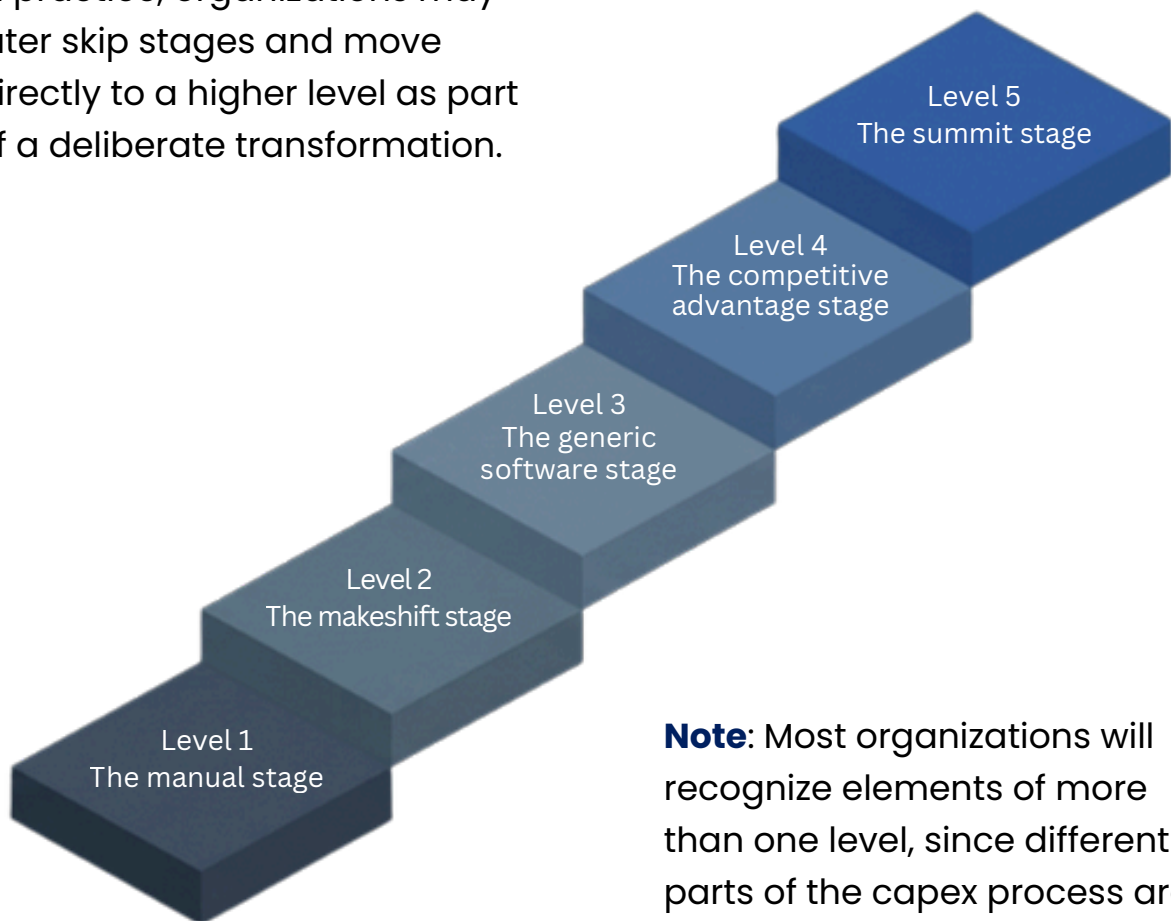 practice, organizations may
skip stages and move
directly to a higher level as part
of a deliberate transformation.
Level 5
The summit stage
Level 4
The competitive
advantage stage
Level 3
The generic
software stage
Level 2
The makeshift stage
Level 1
The manual stage
Note: Most organizations will
recognize elements of more
than one level, since different
parts of the capex process